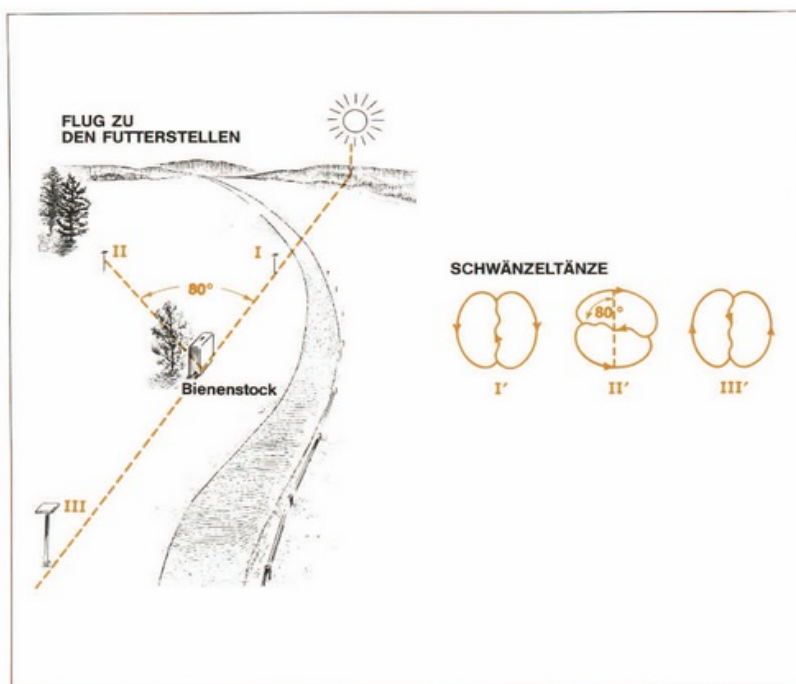 FLUG ZU
DEN FUTTERSTELLEN
II
I
80°
Bienenstock
III
SCHWÄNZELTÄNZE
80°
I′
II′
III′